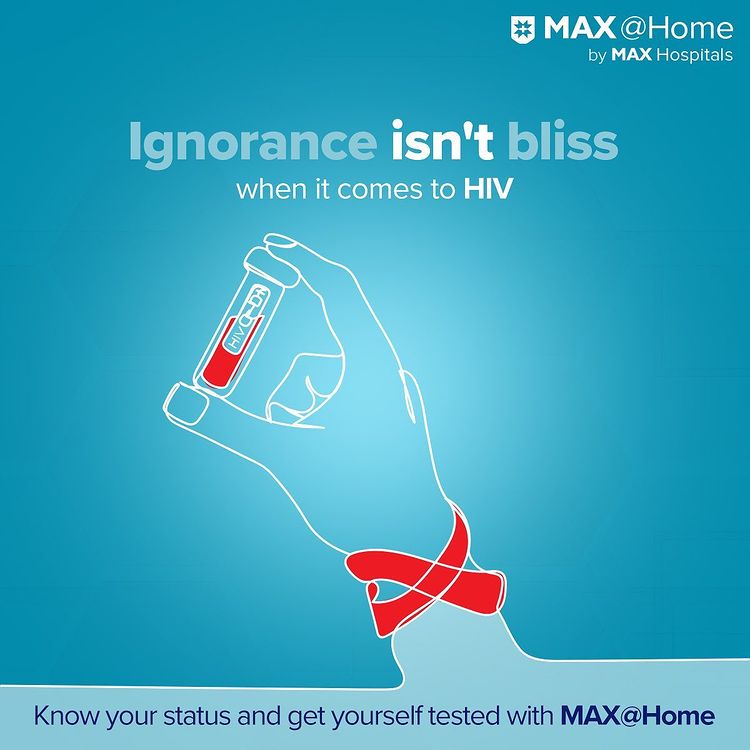 MAX @Home
by MAX Hospitals
Ignorance isn't bliss
when it comes to HIV
HIV
Know your status and get yourself tested with MAX@Home